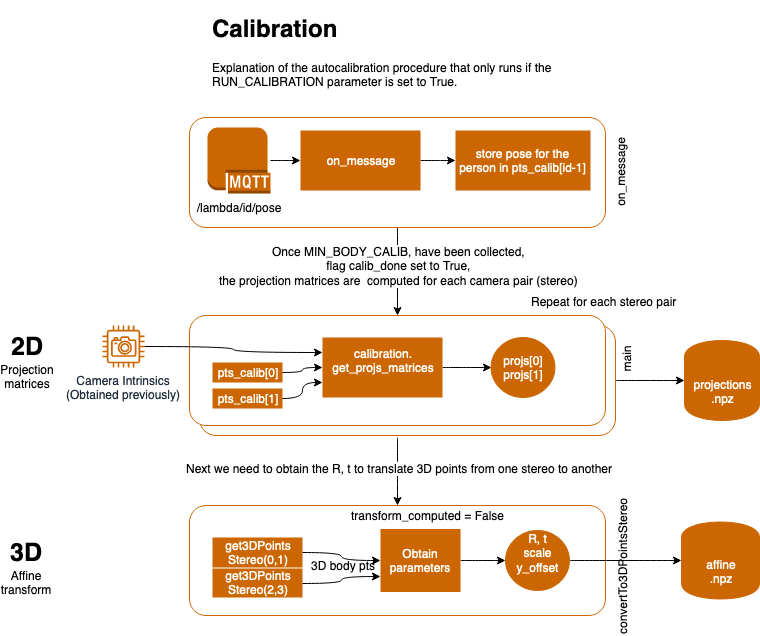 Calibration
Explanation of the autocalibration procedure that only runs if the
RUN_CALIBRATION parameter is set to True.
MQTT
/lambda/id/pose
on_message
store pose for the
person in pts_calib[id-1]
on_message
Once MIN_BODY_CALIB, have been collected,
flag calib_done set to True,
the projection matrices are computed for each camera pair (stereo)
Repeat for each stereo pair
2D
Projection
matrices
Camera Intrinsics
(Obtained previously)
pts_calib[0]
pts_calib[1]
calibration.
get_projs_matrices
projs[0]
projs[1]
main
projections
.npz
Next we need to obtain the R, t to translate 3D points from one stereo to another
3D
Affine
transform
transform_computed = False
get3DPoints
Stereo(0,1)
get3DPoints
Stereo(2,3)
3D body pts
Obtain
parameters
R, t
scale
y_offset
convertTo3DPointsStereo
affine
.npz